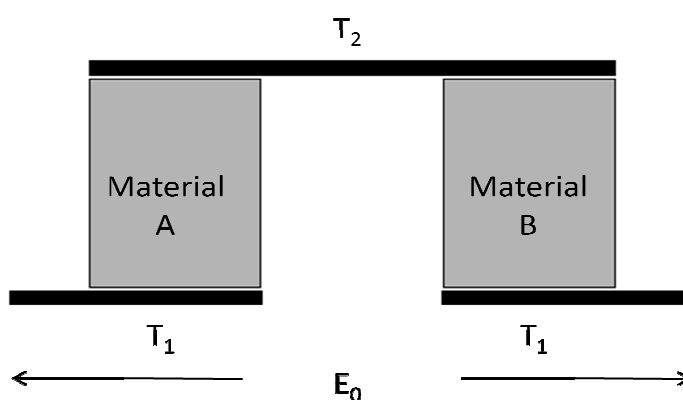 T₂
Material
A
Material
B
T₁
T₁
E₀